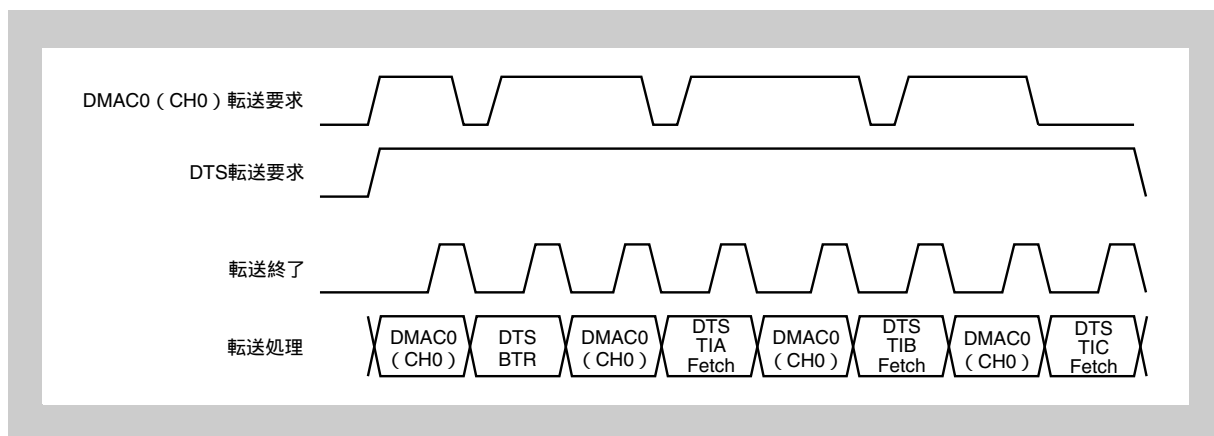 DMAC0（CH0）転送要求
DTS転送要求
転送終了
転送処理
DMAC0
（CH0）
DTS
BTR
DMAC0
（CH0）
DTS
TIA
Fetch
DMAC0
（CH0）
DTS
TIB
Fetch
DMAC0
（CH0）
DTS
TIC
Fetch